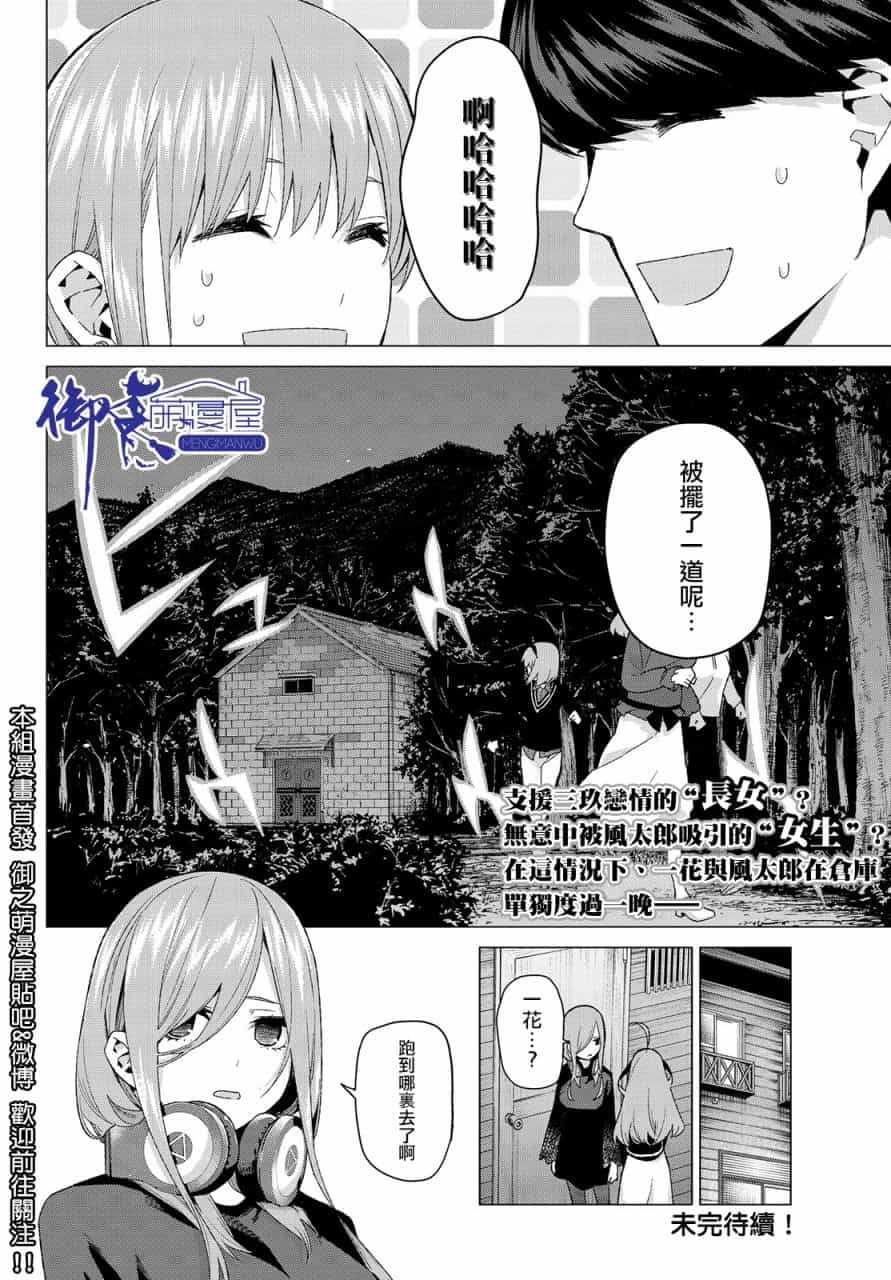 啊哈哈哈哈
御之萌漫屋
MENGMANWU
被擺了一道呢…
支援三玖戀情的“長女”？
無意中被風太郎吸引的“女生”？
在這情況下、一花與風太郎在倉庫
單獨度過一晚——
一花…？
跑到哪裏去了啊
未完待續！
本組漫畫首發 御之萌漫屋貼吧&微博 歡迎前往關注！！